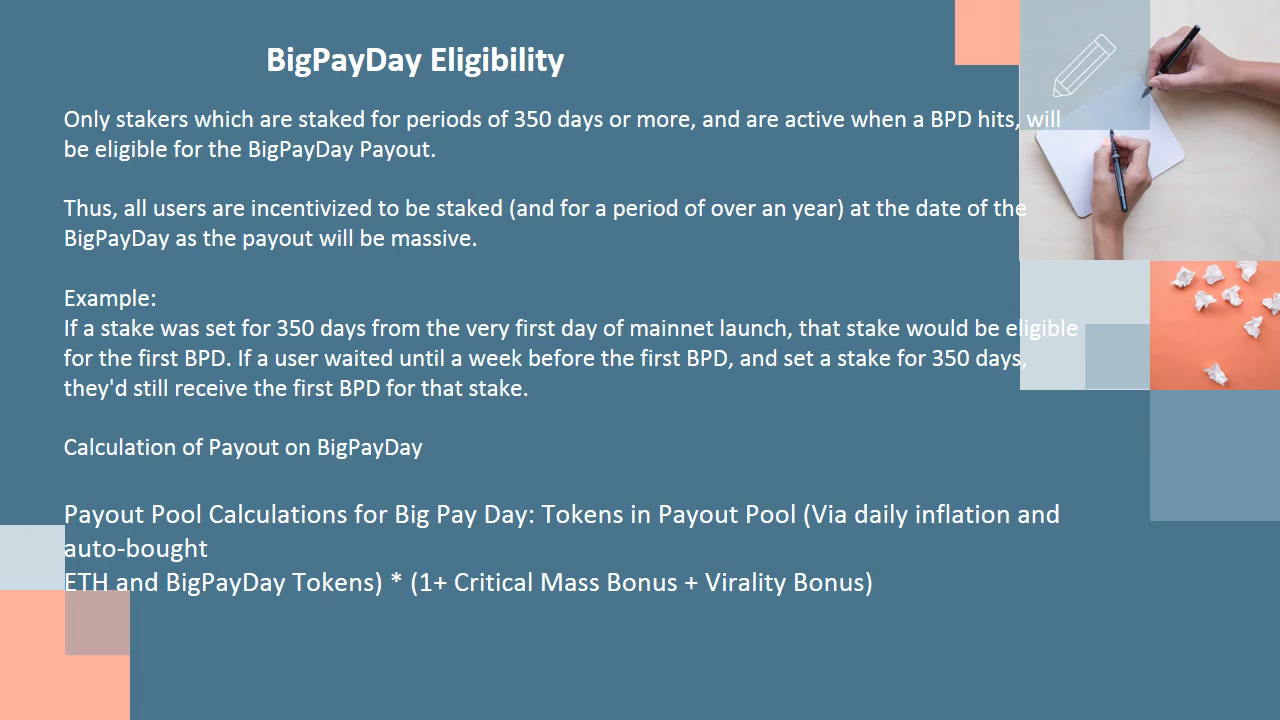 BigPayDay Eligibility
Only stakers which are staked for periods of 350 days or more, and are active when a BPD hits, will
be eligible for the BigPayDay Payout.
Thus, all users are incentivized to be staked (and for a period of over an year) at the date of the
BigPayDay as the payout will be massive.
Example:
If a stake was set for 350 days from the very first day of mainnet launch, that stake would be eligible
for the first BPD. If a user waited until a week before the first BPD, and set a stake for 350 days,
they'd still receive the first BPD for that stake.
Calculation of Payout on BigPayDay
Payout Pool Calculations for Big Pay Day: Tokens in Payout Pool (Via daily inflation and
auto-bought
ETH and BigPayDay Tokens) * (1+ Critical Mass Bonus + Virality Bonus)